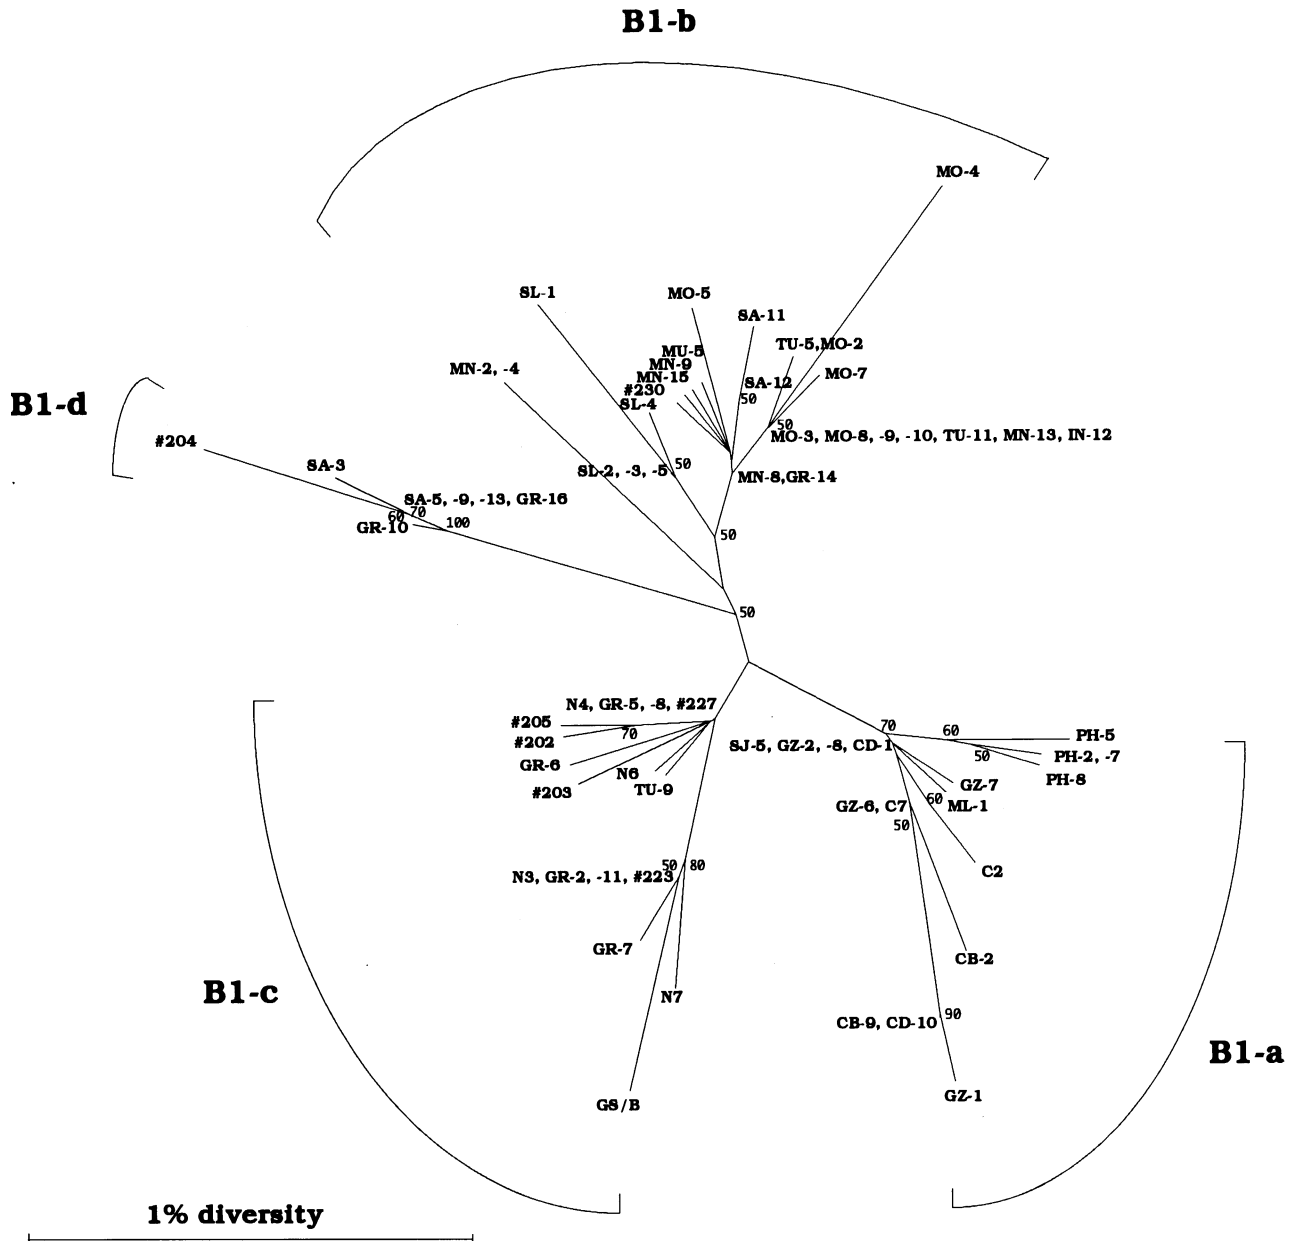 B1-b
MO-4
SL-1
MO-5
SA-11
TU-5,MO-2
MU-5
MN-9
MN-2, -4
MO-7
MN-15
SA-12
#230
50
SL-4
B1-d
50
MO-3, MO-8, -9, -10, TU-11, MN-13, IN-12
#204
SA-3
50
SL-2, -3, -5
MN-8,GR-14
SA-5, -9, -13, GR-16
60
70
100
GR-10
50
50
N4, GR-5, -8, #227
#205
70
60
PH-5
70
#202
SJ-5, GZ-2, -8, CD-1
50
PH-2, -7
GR-6
N6
PH-8
#203
TU-9
GZ-7
60
ML-1
GZ-6, C7
50
50
80
N3, GR-2, -11, #223
C2
GR-7
CB-2
B1-c
N7
90
CB-9, CD-10
B1-a
GZ-1
GS/B
1% diversity